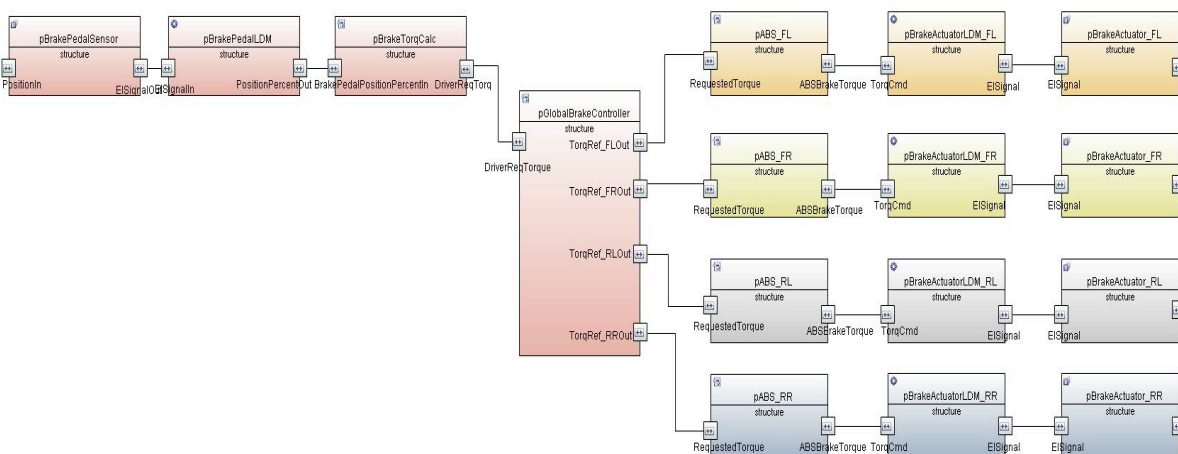 pBrakePedalSensor
structure
PositionIn
ElSignalOut
pBrakePedalLDM
structure
ElSignalIn
PositionPercentOut
pBrakeTorqCalc
structure
BrakePedalPositionPercentIn
DriverReqTorq
pGlobalBrakeController
structure
DriverReqTorque
TorqRef_FLOut
TorqRef_FROut
TorqRef_RLOut
TorqRef_RROut
pABS_FL
structure
RequestedTorque
ABSBrakeTorque
pBrakeActuatorLDM_FL
structure
TorqCmd
ElSignal
pBrakeActuator_FL
structure
pABS_FR
structure
RequestedTorque
ABSBrakeTorque
pBrakeActuatorLDM_FR
structure
TorqCmd
ElSignal
pBrakeActuator_FR
structure
ElSignal
pABS_RL
structure
RequestedTorque
ABSBrakeTorque
pBrakeActuatorLDM_RL
structure
TorqCmd
ElSignal
pBrakeActuator_RL
structure
ElSignal
pABS_RR
structure
RequestedTorque
ABSBrakeTorque
pBrakeActuatorLDM_RR
structure
TorqCmd
ElSignal
pBrakeActuator_RR
structure
ElSignal